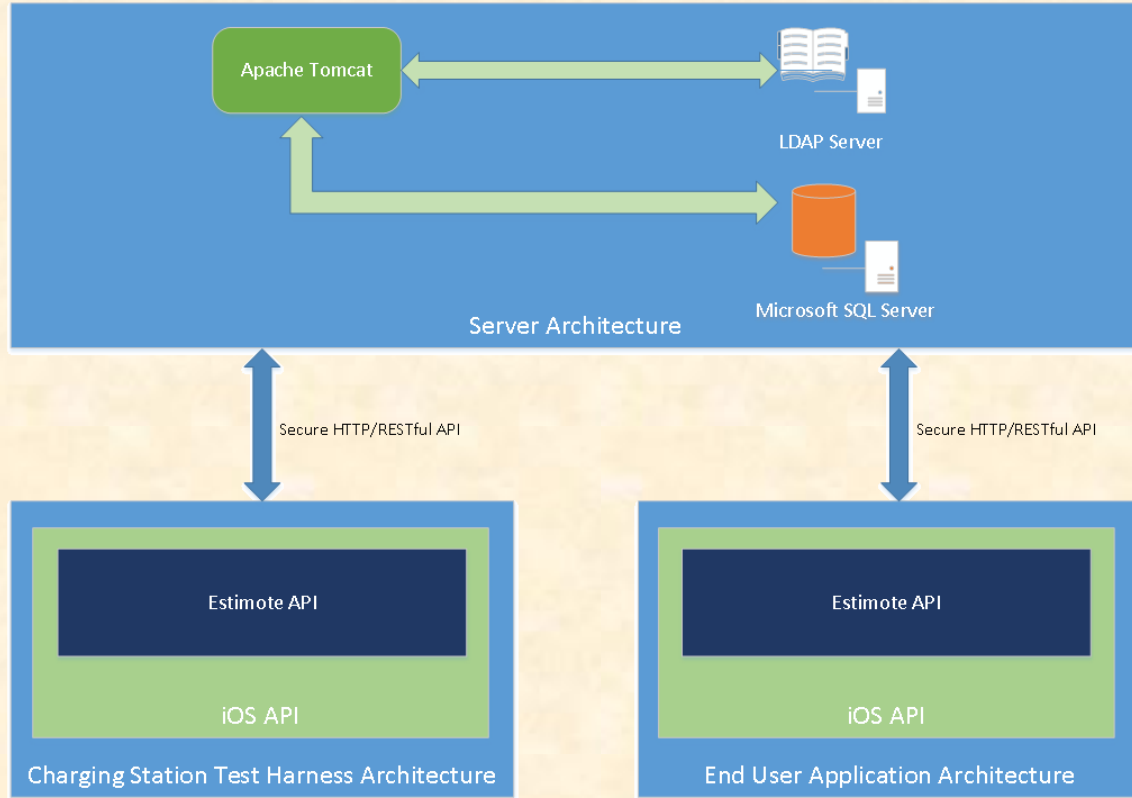 Apache Tomcat
LDAP Server
Microsoft SQL Server
Server Architecture
Secure HTTP/RESTful API
Secure HTTP/RESTful API
Estimote API
iOS API
Charging Station Test Harness Architecture
Estimote API
iOS API
End User Application Architecture